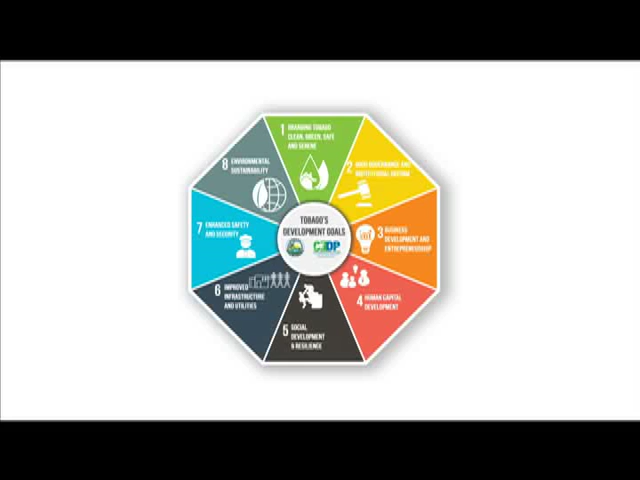 TOBAGO'S
DEVELOPMENT GOALS
1
BRANDING TOBAGO
CLEAN, GREEN, SAFE
AND SERENE
2
GOOD GOVERNANCE AND
INSTITUTIONAL REFORM
3
BUSINESS
DEVELOPMENT AND
ENTREPRENEURSHIP
4
HUMAN CAPITAL
DEVELOPMENT
5
SOCIAL
DEVELOPMENT
& RESILIENCE
6
IMPROVED
INFRASTRUCTURE
AND UTILITIES
7
ENHANCED SAFETY
AND SECURITY
8
ENVIRONMENTAL
SUSTAINABILITY